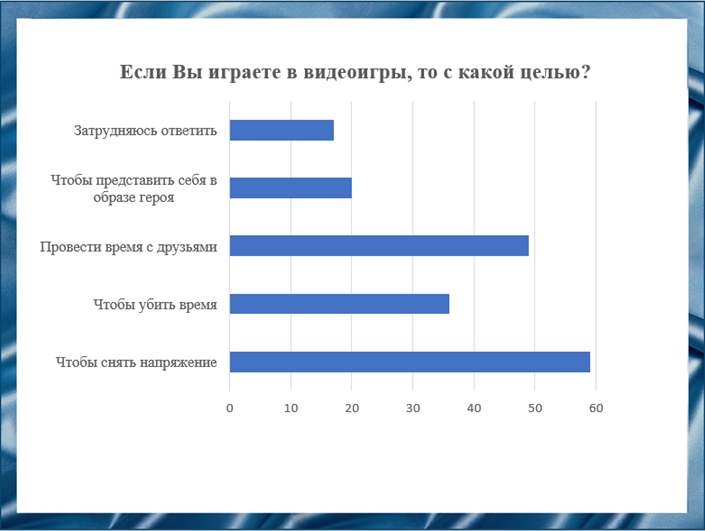 Если Вы играете в видеоигры, то с какой целью?
Затрудняюсь ответить
Чтобы представить себя в
образе героя
Провести время с друзьями
Чтобы убить время
Чтобы снять напряжение
0 10 20 30 40 50 60